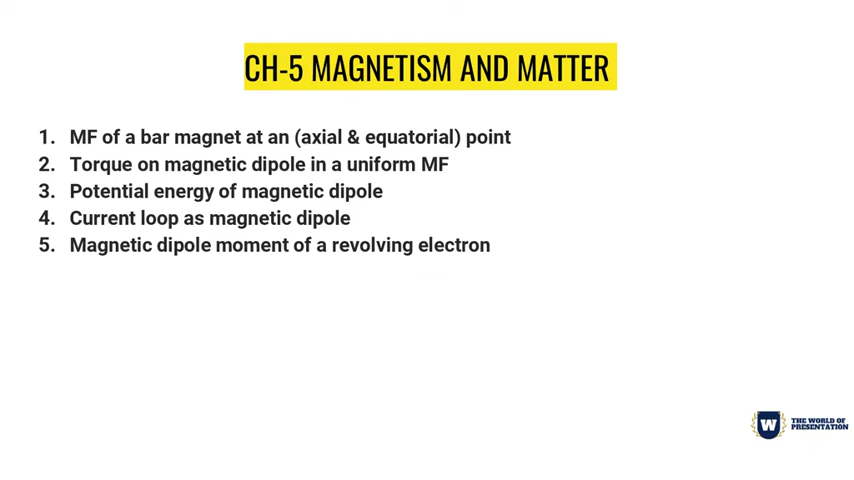 CH-5 MAGNETISM AND MATTER
1. MF of a bar magnet at an (axial & equatorial) point
2. Torque on magnetic dipole in a uniform MF
3. Potential energy of magnetic dipole
4. Current loop as magnetic dipole
5. Magnetic dipole moment of a revolving electron
W
THE WORLD OF
PRESENTATION